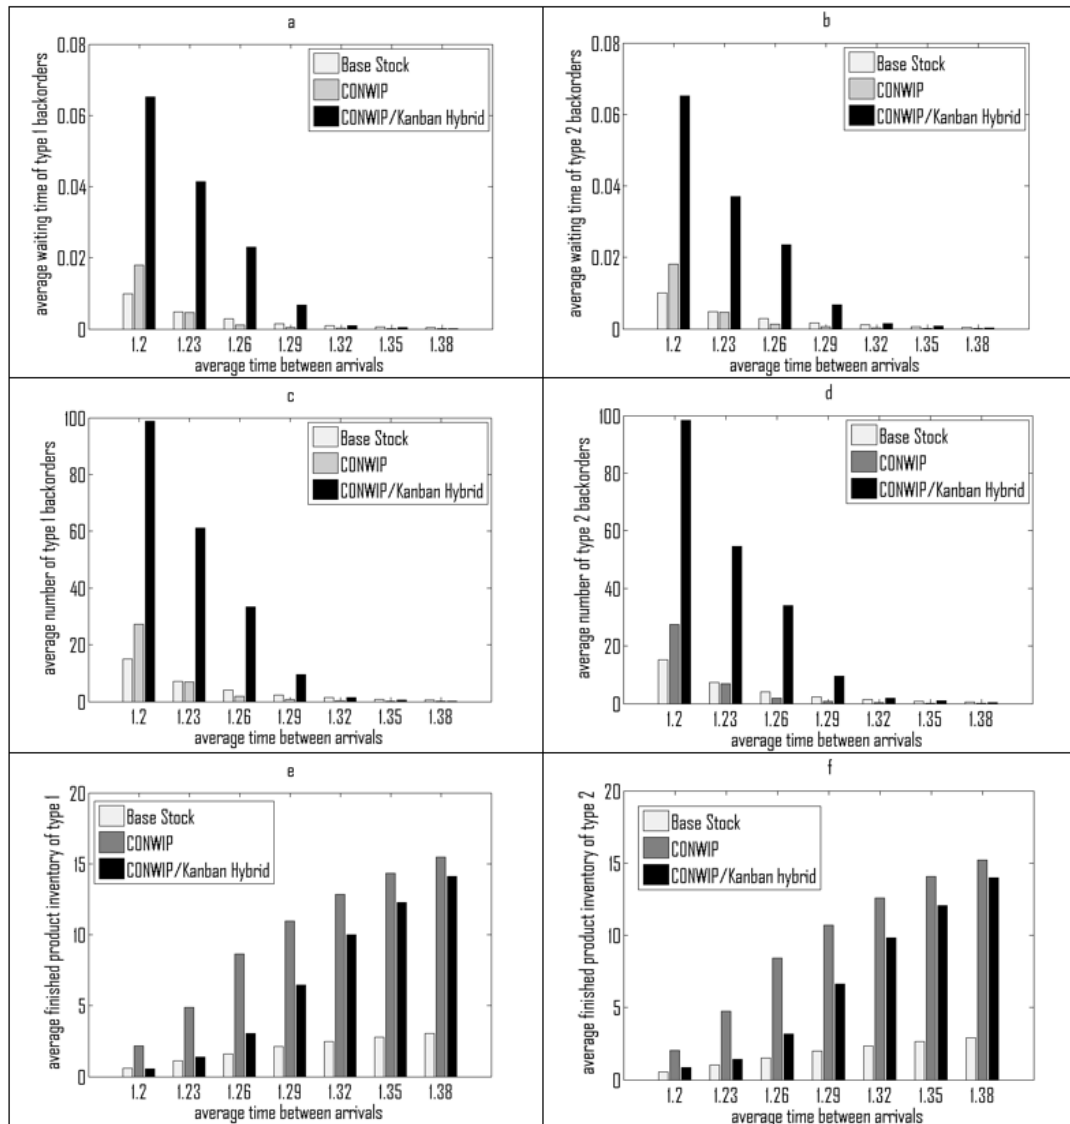 a
average waiting time of type 1 backorders
0.08
0.06
0.04
0.02
0
Base Stock
CONWIP
CONWIP/Kanban Hybrid
1.2 1.23 1.26 1.29 1.32 1.35 1.38
average time between arrivals
b
average waiting time of type 2 backorders
0.08
0.06
0.04
0.02
0
Base Stock
CONWIP
CONWIP/Kanban Hybrid
1.2 1.23 1.26 1.29 1.32 1.35 1.38
average time between arrivals
c
average number of type 1 backorders
100
80
60
40
20
0
Base Stock
CONWIP
CONWIP/Kanban Hybrid
1.2 1.23 1.26 1.29 1.32 1.35 1.38
average time between arrivals
d
average number of type 2 backorders
100
80
60
40
20
0
Base Stock
CONWIP
CONWIP/Kanban Hybrid
1.2 1.23 1.26 1.29 1.32 1.35 1.38
average time between arrivals
e
average finished product inventory of type 1
20
15
10
5
0
Base Stock
CONWIP
CONWIP/Kanban Hybrid
1.2 1.23 1.26 1.29 1.32 1.35 1.38
average time between arrivals
f
average finished product inventory of type 2
20
15
10
5
0
Base Stock
CONWIP
CONWIP/Kanban hybrid
1.2 1.23 1.26 1.29 1.32 1.35 1.38
average time between arrivals